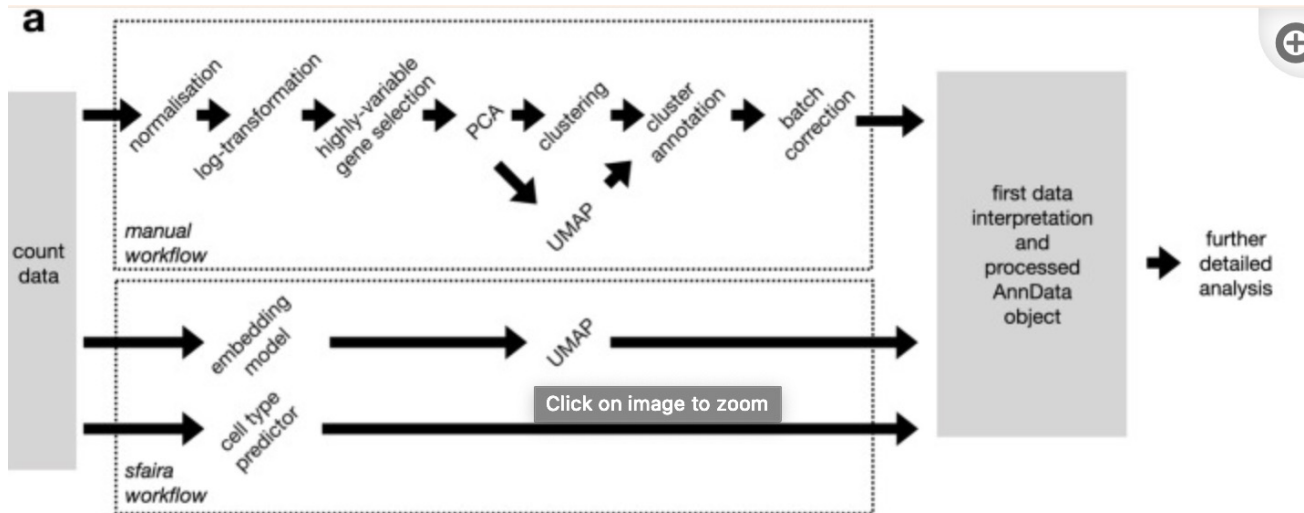 a
count
data
normalisation
log-transformation
highly-variable
gene selection
PCA
clustering
UMAP
cluster
annotation
batch
correction
manual
workflow
embedding
model
UMAP
cell type
predictor
Click on image to zoom
sfaira
workflow
first data
interpretation
and
processed
AnnData
object
further
detailed
analysis